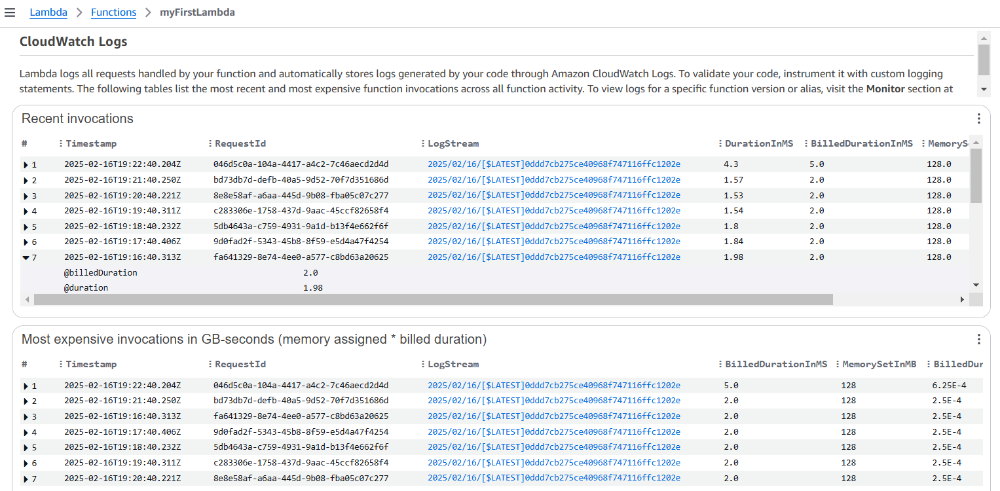 Lambda > Functions > myFirstLambda
CloudWatch Logs
Lambda logs all requests handled by your function and automatically stores logs generated by your code through Amazon CloudWatch Logs. To validate your code, instrument it with custom logging
statements. The following tables list the most recent and most expensive function invocations across all function activity. To view logs for a specific function version or alias, visit the Monitor section at
Recent invocations
# Timestamp RequestId LogStream DurationInMS BilledDurationInMS MemorySe
1 2025-02-16T19:22:40.204Z 046d5c0a-104a-4417-a4c2-7c46aecd2d4d 2025/02/16/[$LATEST]0ddd7cb275ce40968f747116ffc1202e 4.3 5.0 128.0
2 2025-02-16T19:21:40.250Z bd73db7d-defb-40a5-9d52-70f7d351686d 2025/02/16/[$LATEST]0ddd7cb275ce40968f747116ffc1202e 1.57 2.0 128.0
3 2025-02-16T19:20:40.221Z 8e8e58af-a6aa-445d-9b08-fba05c07c277 2025/02/16/[$LATEST]0ddd7cb275ce40968f747116ffc1202e 1.53 2.0 128.0
4 2025-02-16T19:19:40.311Z c283306e-1758-437d-9aac-45ccf82658f4 2025/02/16/[$LATEST]0ddd7cb275ce40968f747116ffc1202e 1.54 2.0 128.0
5 2025-02-16T19:18:40.232Z 5db4643a-c759-4931-9a1d-b13f4e662f6f 2025/02/16/[$LATEST]0ddd7cb275ce40968f747116ffc1202e 1.8 2.0 128.0
6 2025-02-16T19:17:40.406Z 9d0fad2f-5343-45b8-8f59-e5d4a47f4254 2025/02/16/[$LATEST]0ddd7cb275ce40968f747116ffc1202e 1.84 2.0 128.0
7 2025-02-16T19:16:40.313Z fa641329-8e74-4ee0-a577-c8bd63a20625 2025/02/16/[$LATEST]0ddd7cb275ce40968f747116ffc1202e 1.98 2.0 128.0
@billedDuration 2.0
@duration 1.98
Most expensive invocations in GB-seconds (memory assigned * billed duration)
# Timestamp RequestId LogStream BilledDurationInMS MemorySetInMB BilledDur
1 2025-02-16T19:22:40.204Z 046d5c0a-104a-4417-a4c2-7c46aecd2d4d 2025/02/16/[$LATEST]0ddd7cb275ce40968f747116ffc1202e 5.0 128 6.25E-4
2 2025-02-16T19:21:40.250Z bd73db7d-defb-40a5-9d52-70f7d351686d 2025/02/16/[$LATEST]0ddd7cb275ce40968f747116ffc1202e 2.0 128 2.5E-4
3 2025-02-16T19:16:40.313Z fa641329-8e74-4ee0-a577-c8bd63a20625 2025/02/16/[$LATEST]0ddd7cb275ce40968f747116ffc1202e 2.0 128 2.5E-4
4 2025-02-16T19:17:40.406Z 9d0fad2f-5343-45b8-8f59-e5d4a47f4254 2025/02/16/[$LATEST]0ddd7cb275ce40968f747116ffc1202e 2.0 128 2.5E-4
5 2025-02-16T19:18:40.232Z 5db4643a-c759-4931-9a1d-b13f4e662f6f 2025/02/16/[$LATEST]0ddd7cb275ce40968f747116ffc1202e 2.0 128 2.5E-4
6 2025-02-16T19:19:40.311Z c283306e-1758-437d-9aac-45ccf82658f4 2025/02/16/[$LATEST]0ddd7cb275ce40968f747116ffc1202e 2.0 128 2.5E-4
7 2025-02-16T19:20:40.221Z 8e8e58af-a6aa-445d-9b08-fba05c07c277 2025/02/16/[$LATEST]0ddd7cb275ce40968f747116ffc1202e 2.0 128 2.5E-4